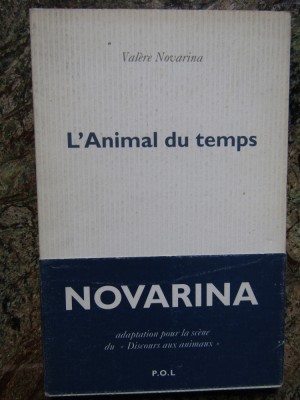 Valère Novarina
L'Animal du temps
NOVARINA
adaptation pour la scène
du « Discours aux animaux »
P.O.L